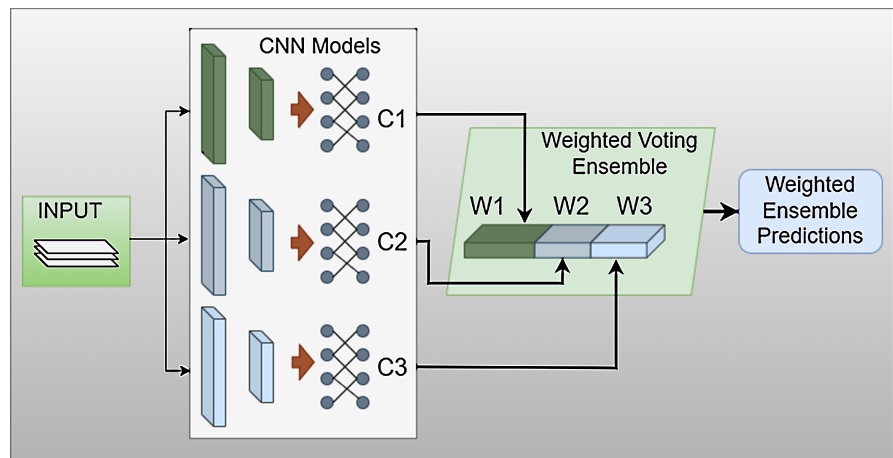 CNN Models
C1
Weighted Voting
Ensemble
INPUT
W1
W2
W3
Weighted
Ensemble
Predictions
C2
C3